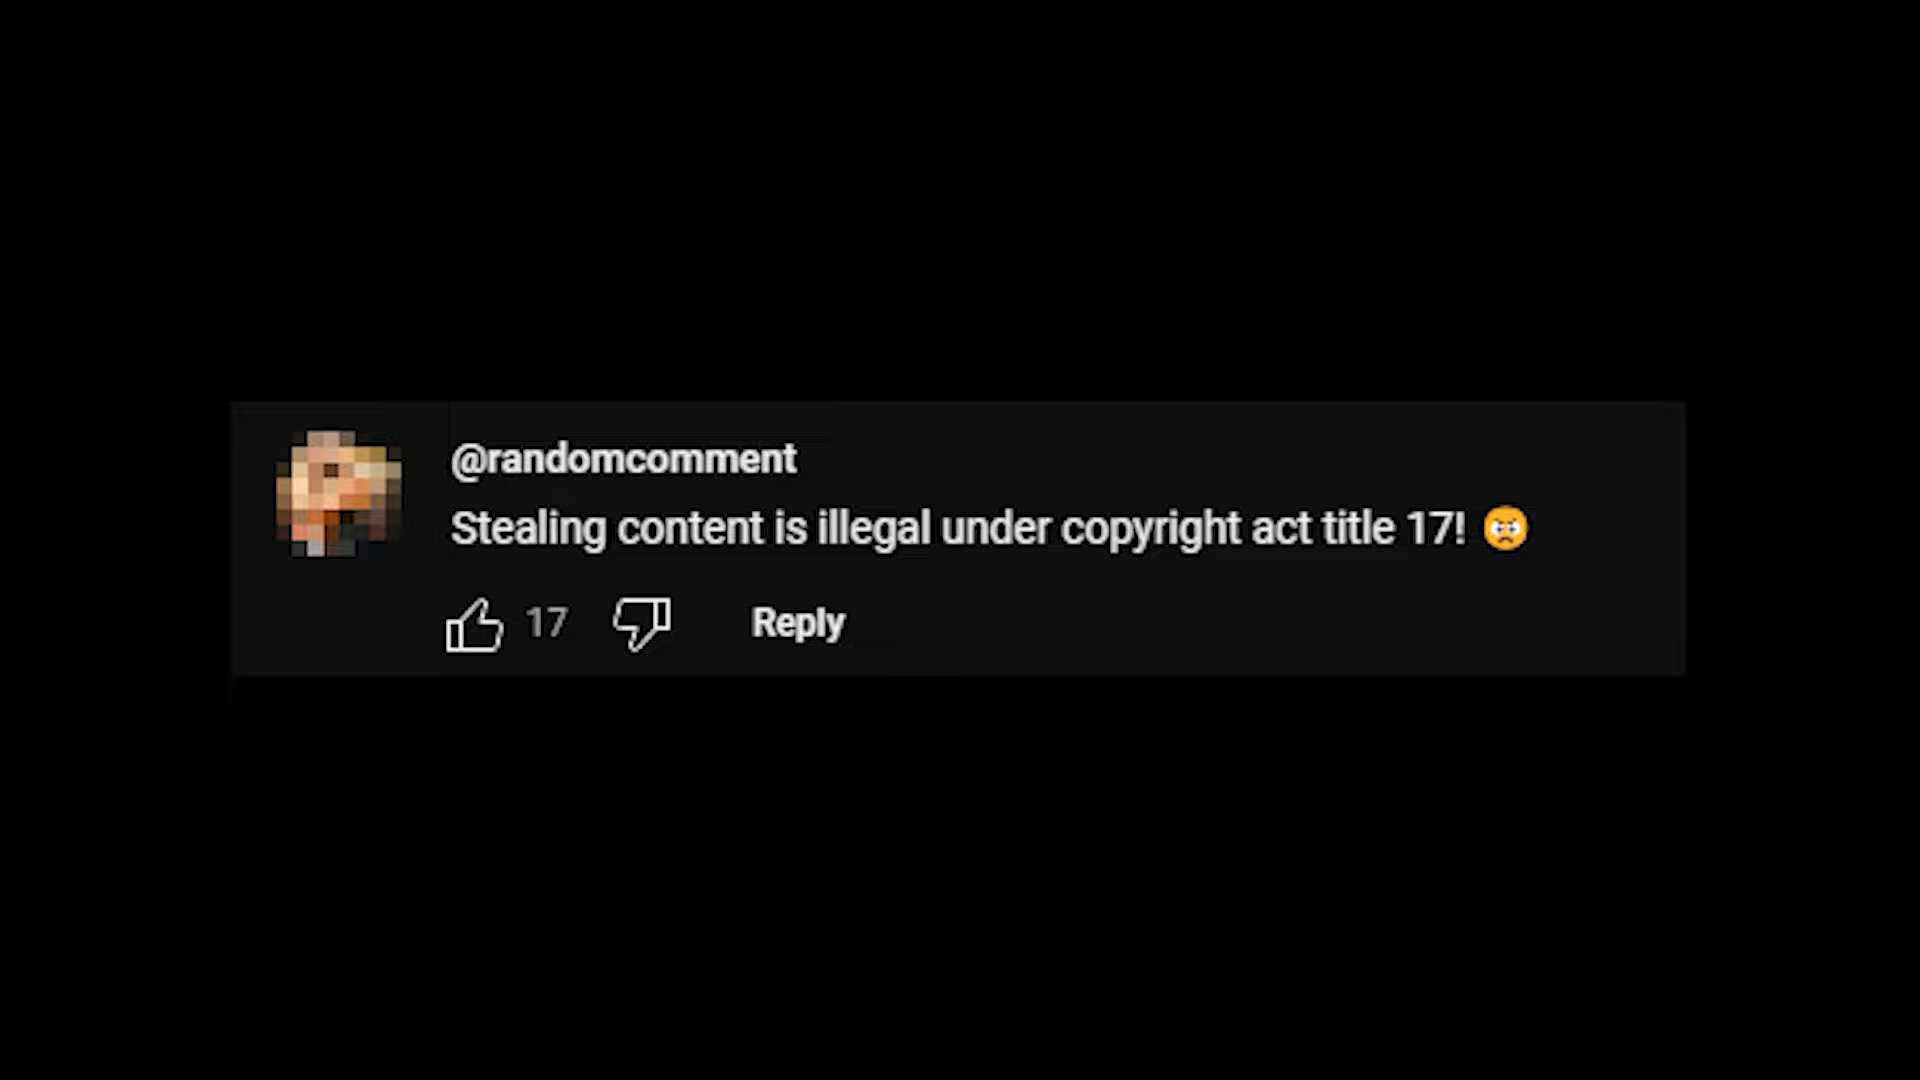 @randomcomment
Stealing content is illegal under copyright act title 17! 😡
17 Reply